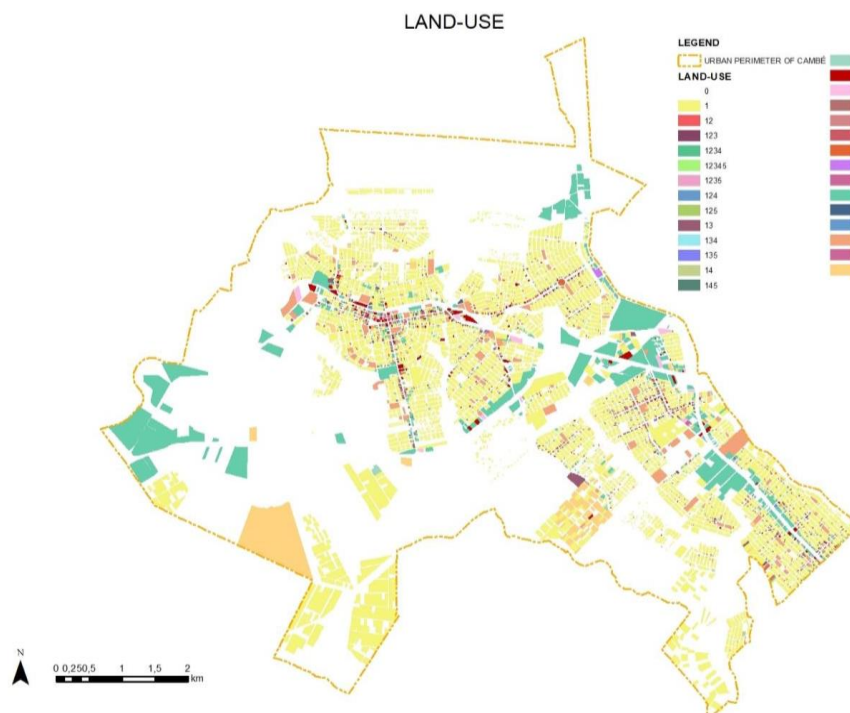 LAND-USE
LEGEND
URBAN PERIMETER OF CAMBÉ
LAND-USE
0
1
12
123
1234
12345
1235
124
125
13
134
135
14
145
N
0 0,250,5 1 1,5 2
km